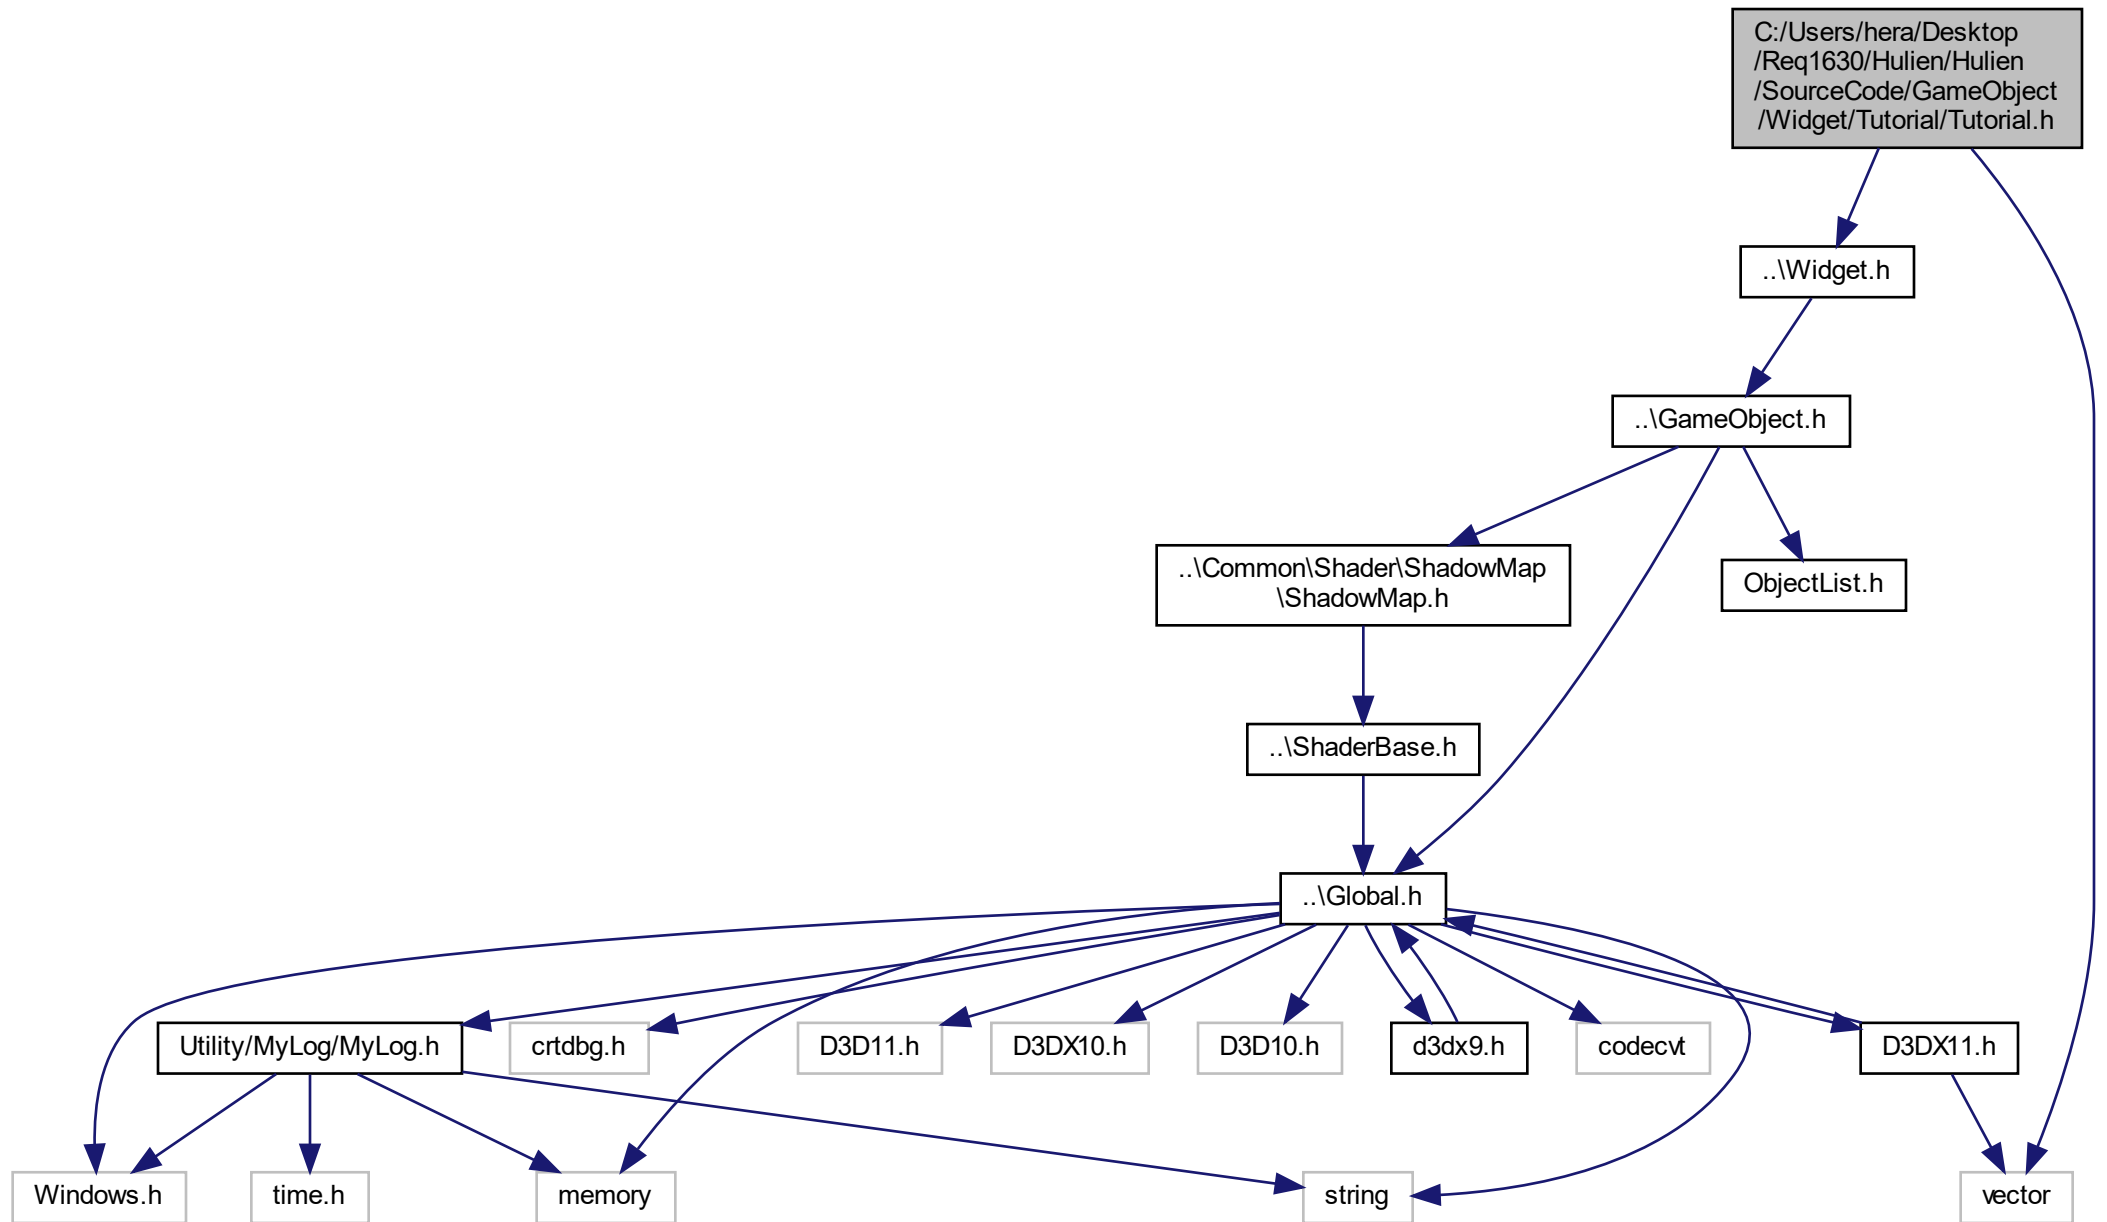 C:/Users/hera/Desktop
/Req1630/Hulien/Hulien
/SourceCode/GameObject
/Widget/Tutorial/Tutorial.h
..\Widget.h
..\GameObject.h
..\Common\Shader\ShadowMap
\ShadowMap.h
ObjectList.h
..\ShaderBase.h
..\Global.h
Utility/MyLog/MyLog.h
crtdbg.h
D3D11.h
D3DX10.h
D3D10.h
d3dx9.h
codecvt
D3DX11.h
Windows.h
time.h
memory
string
vector